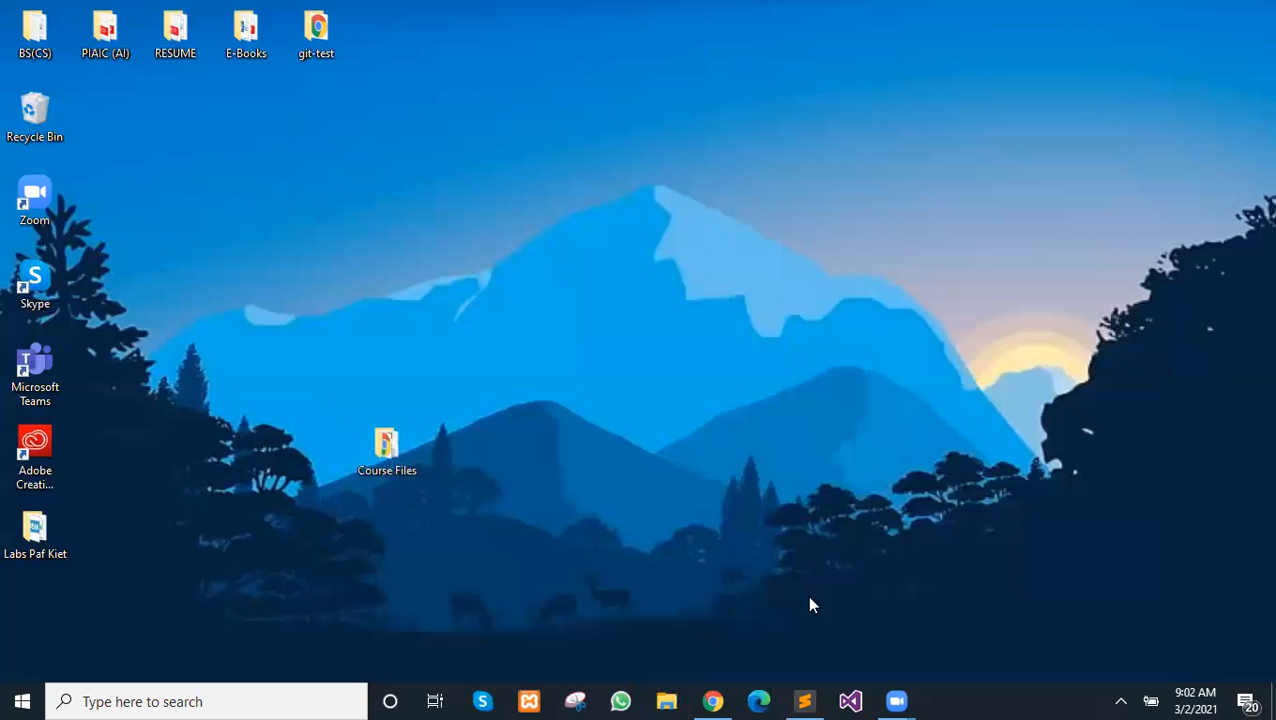 BS(CS) PIAIC (AI) RESUME E-Books git-test
Recycle Bin
Zoom
Skype
Microsoft
Teams
Course Files
Adobe
Creati...
Labs Paf Kiet
Type here to search
9:02 AM
3/2/2021
20